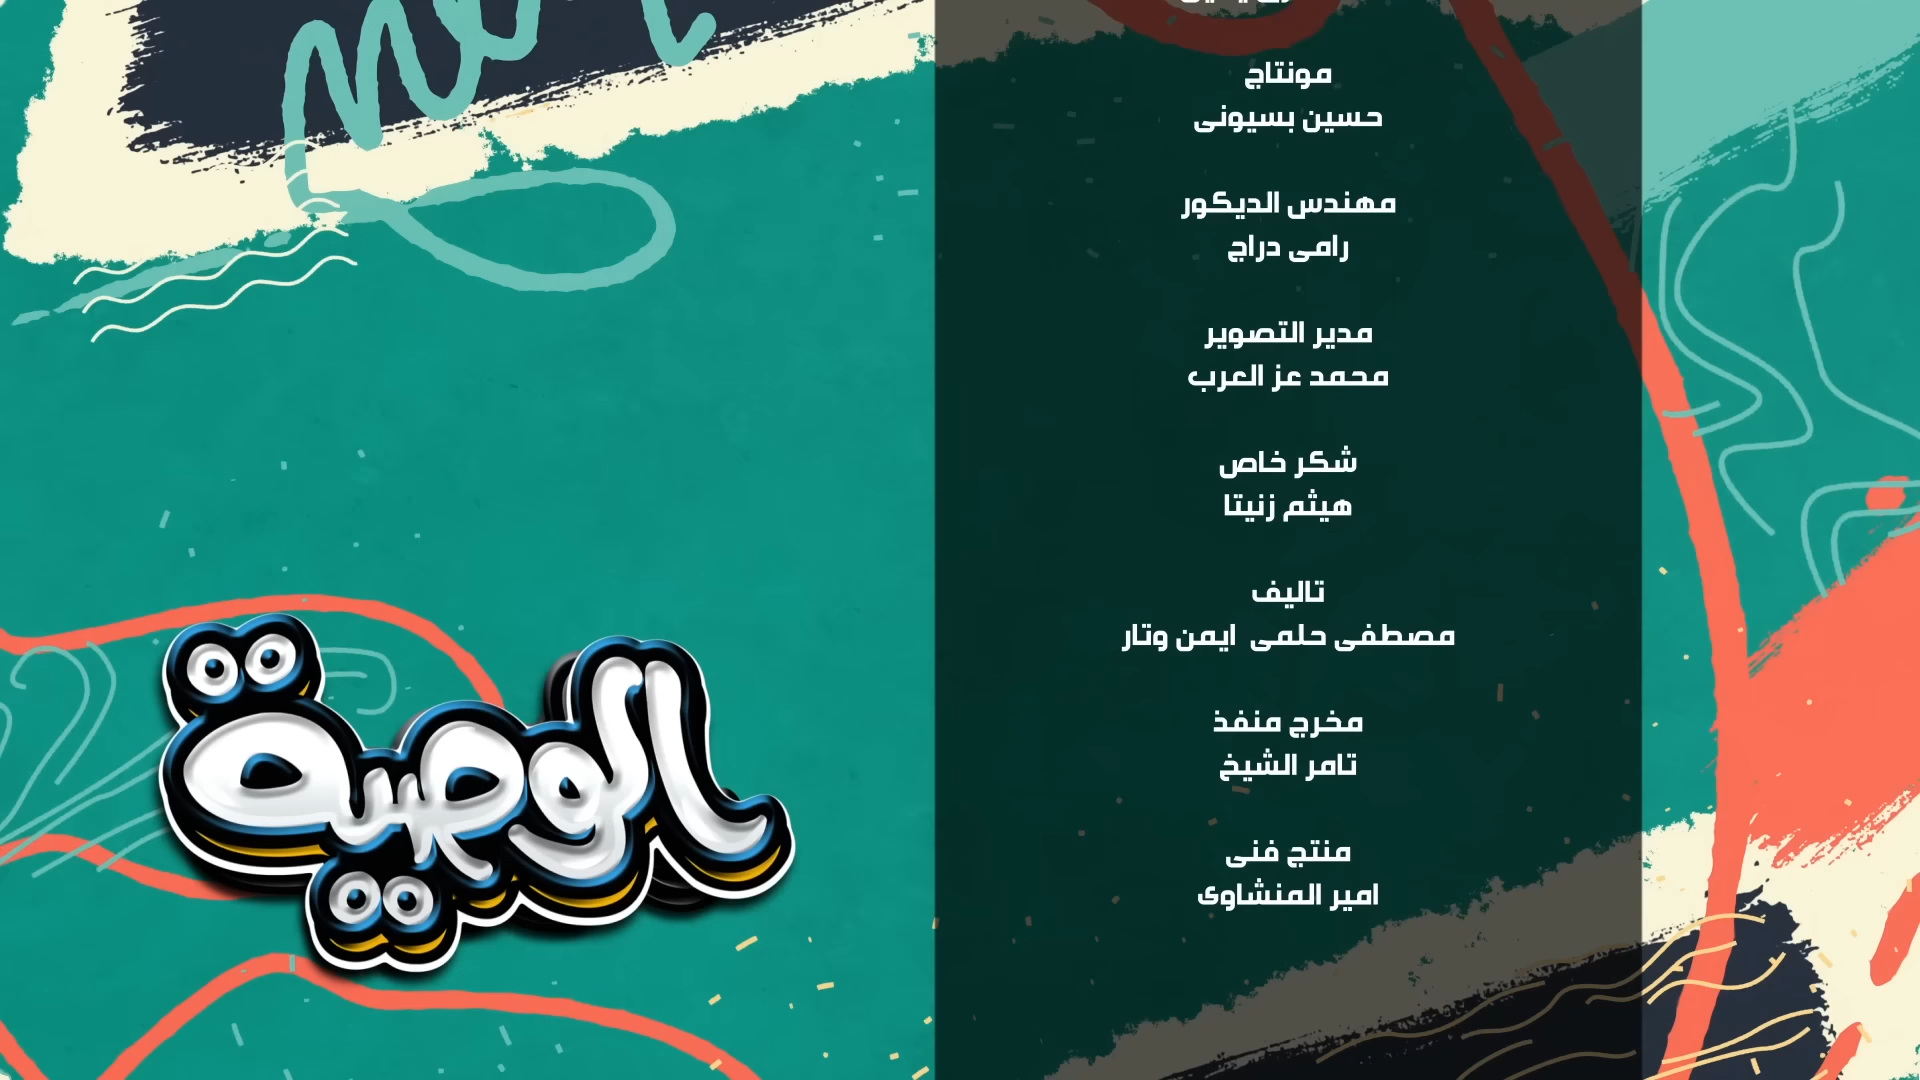 مونتاج
حسين بسيونى
مهندس الديكور
رامى دراج
مدير التصوير
محمد عز العرب
شكر خاص
هيثم زنيتا
تاليف
مصطفى حلمى ايمن وتار
مخرج منفذ
تامر الشيخ
منتج فنى
امير المنشاوى
الوصية